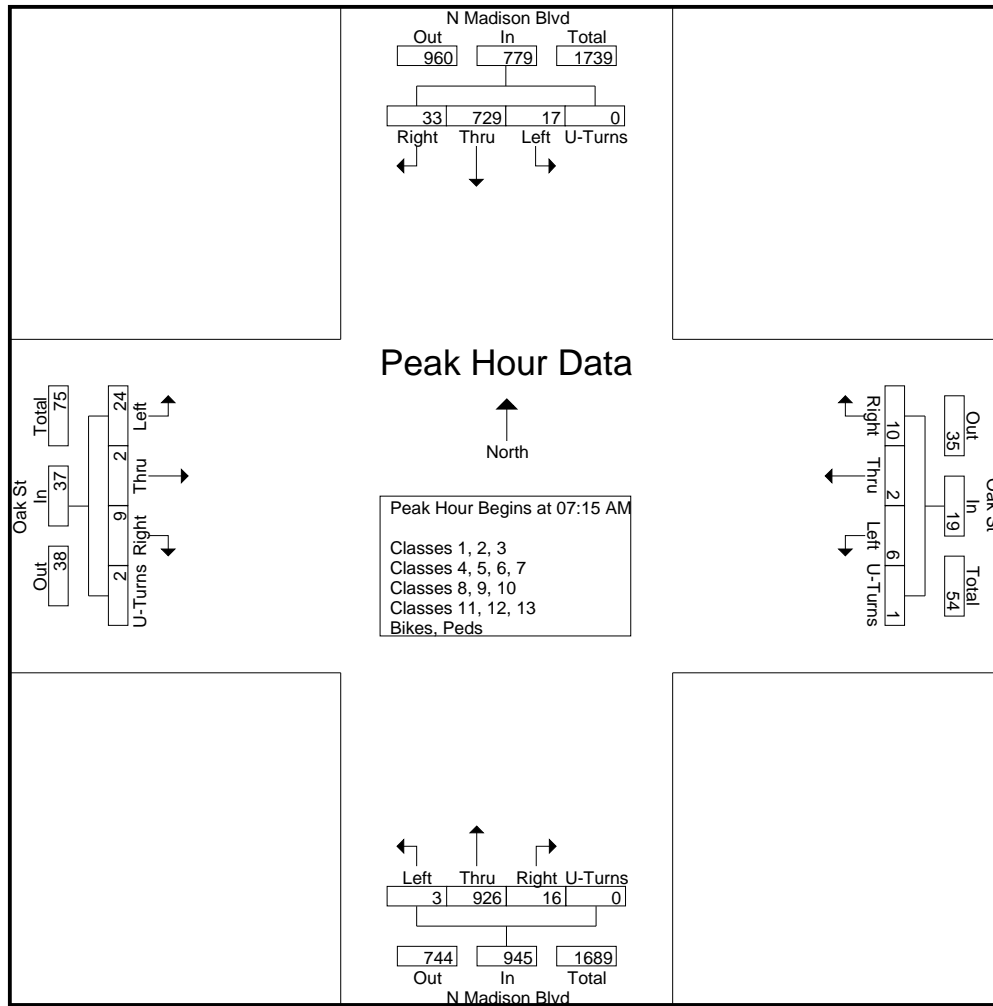 N Madison Blvd
Out In Total
960 779 1739
33 729 17 0
Right Thru Left U-Turns
Peak Hour Data
North
Peak Hour Begins at 07:15 AM
Classes 1, 2, 3
Classes 4, 5, 6, 7
Classes 8, 9, 10
Classes 11, 12, 13
Bikes, Peds
Oak St
Out In Total
38 37 75
2 9 2 24
U-Turns Right Thru Left
Oak St
Out In Total
35 19 54
10 2 6 1
Right Thru Left U-Turns
Left Thru Right U-Turns
3 926 16 0
744 945 1689
Out In Total
N Madison Blvd